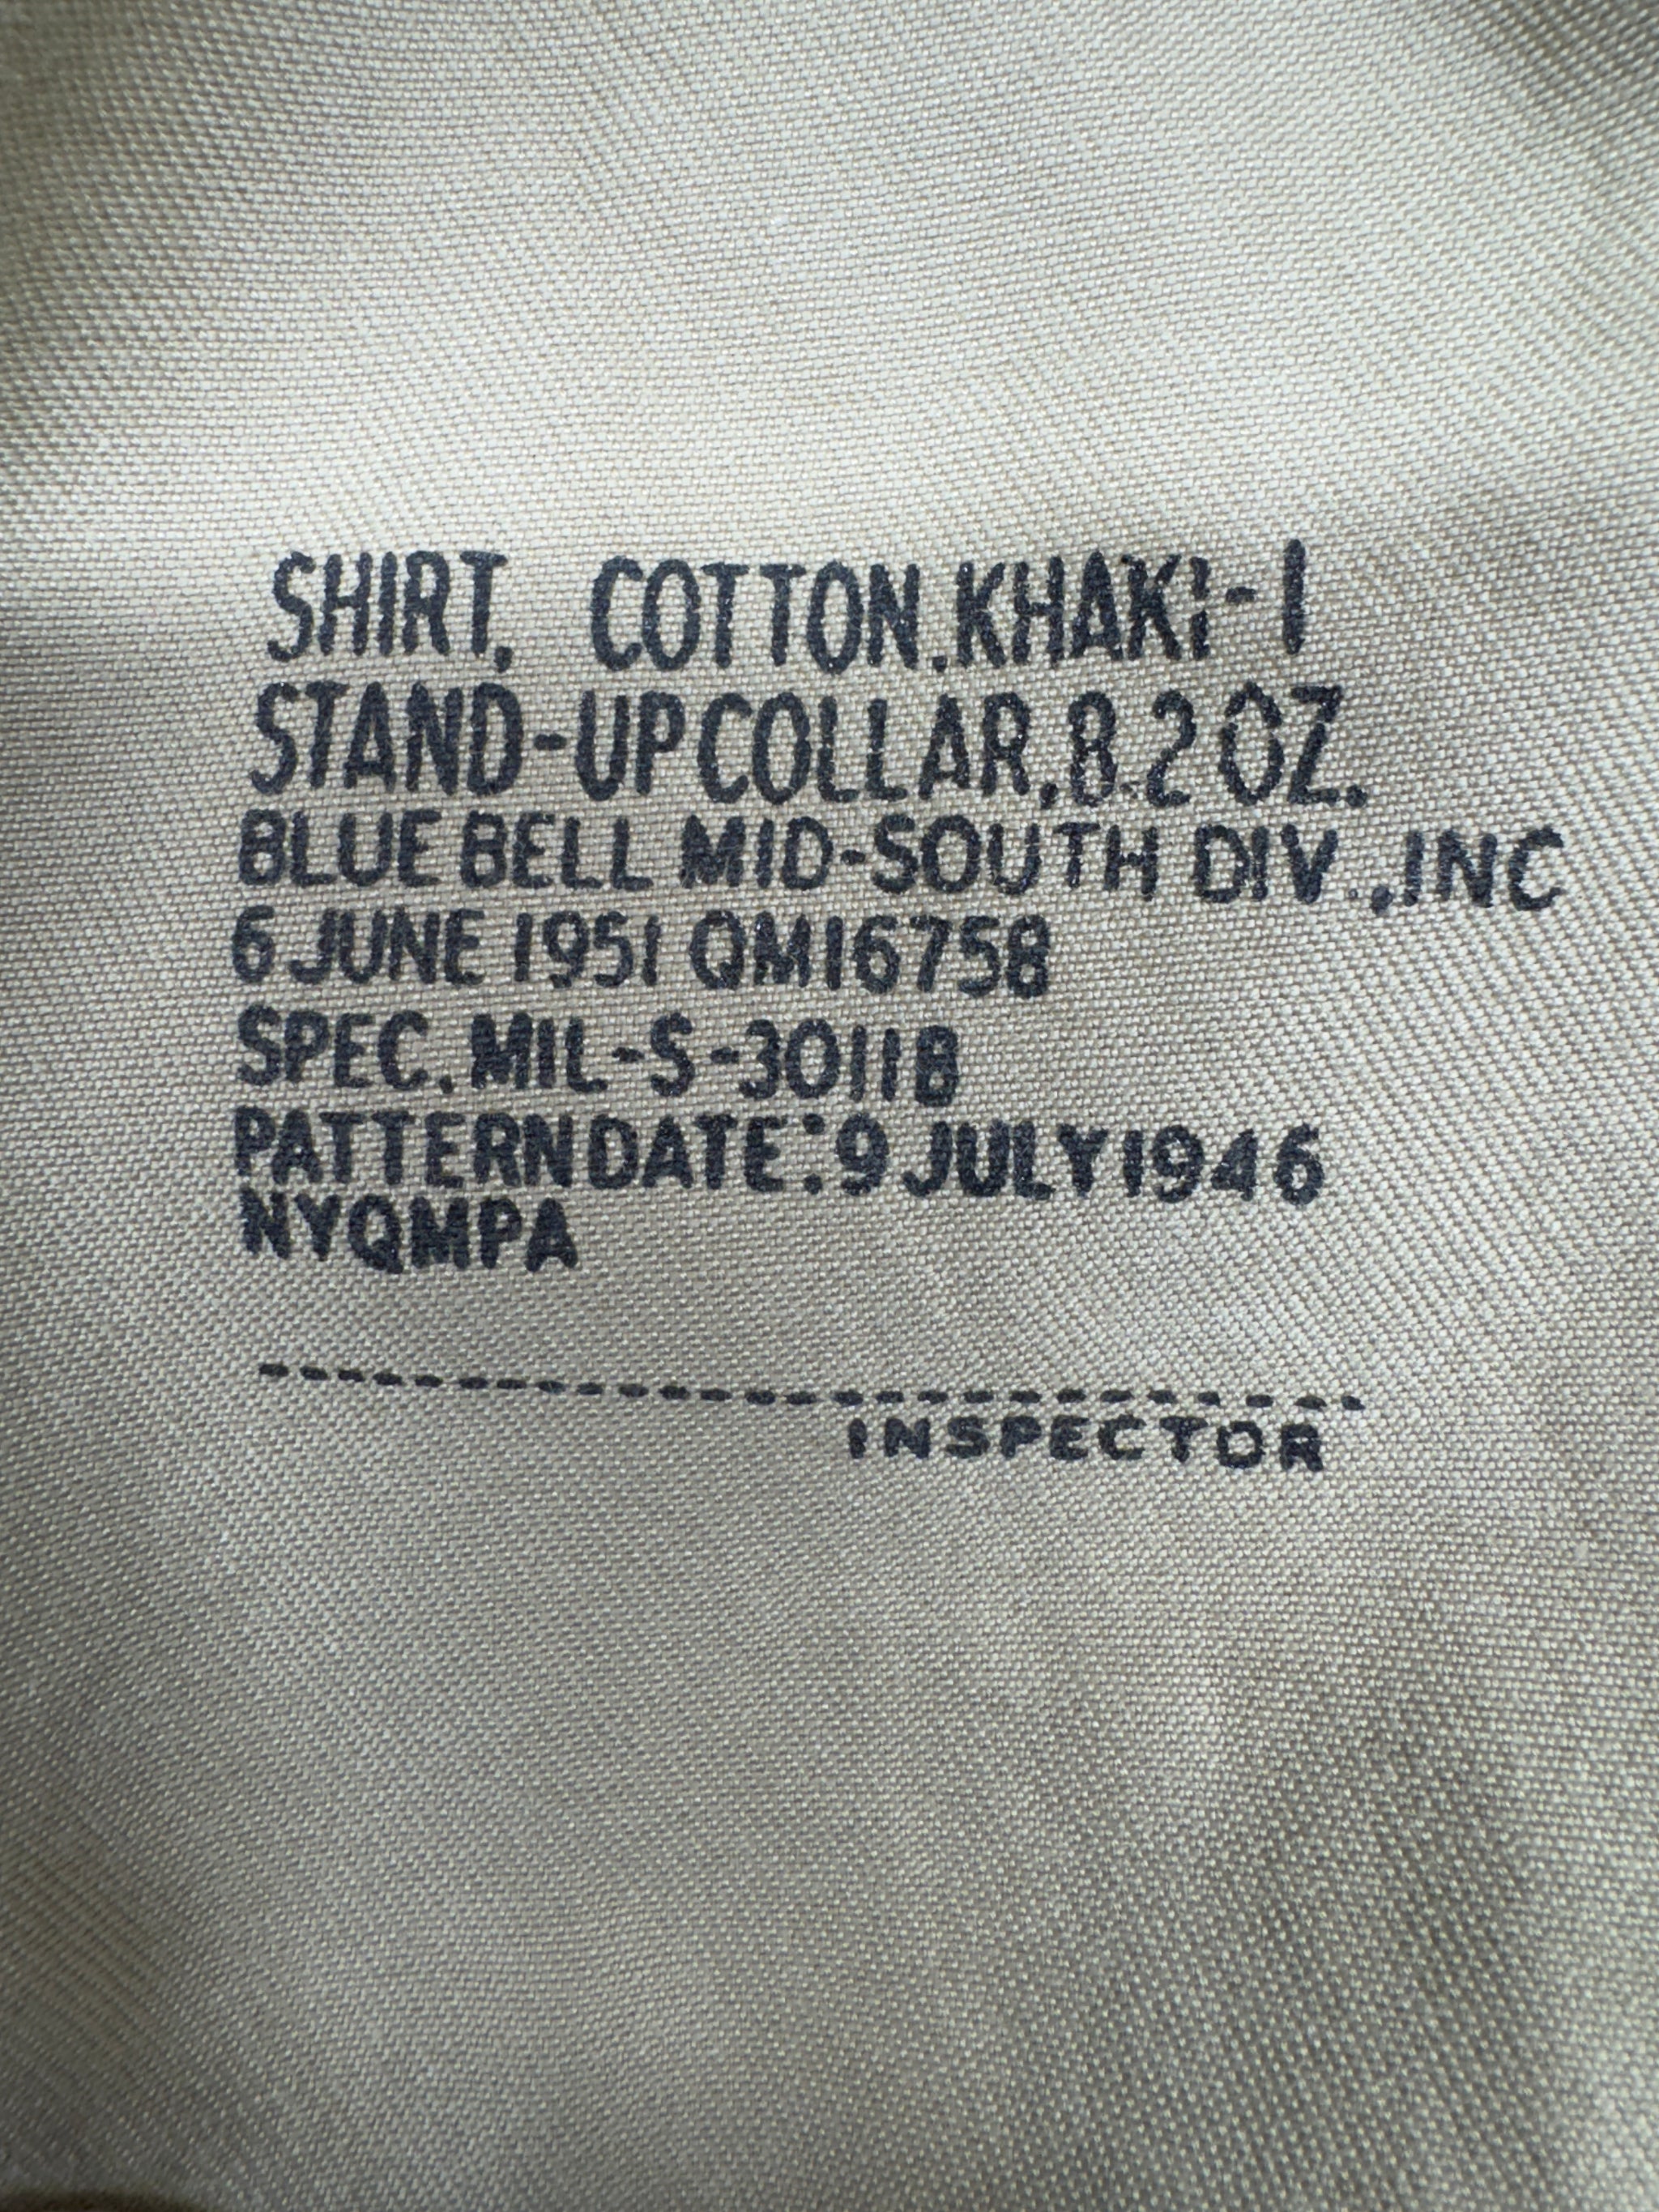 SHIRT, COTTON, KHAKI-1
STAND-UP COLLAR, 8.2 OZ.
BLUE BELL MID-SOUTH DIV., INC
6 JUNE 1951 QM16758
SPEC. MIL-S-3011B
PATTERN DATE: 9 JULY 1946
NYQMPA
INSPECTOR